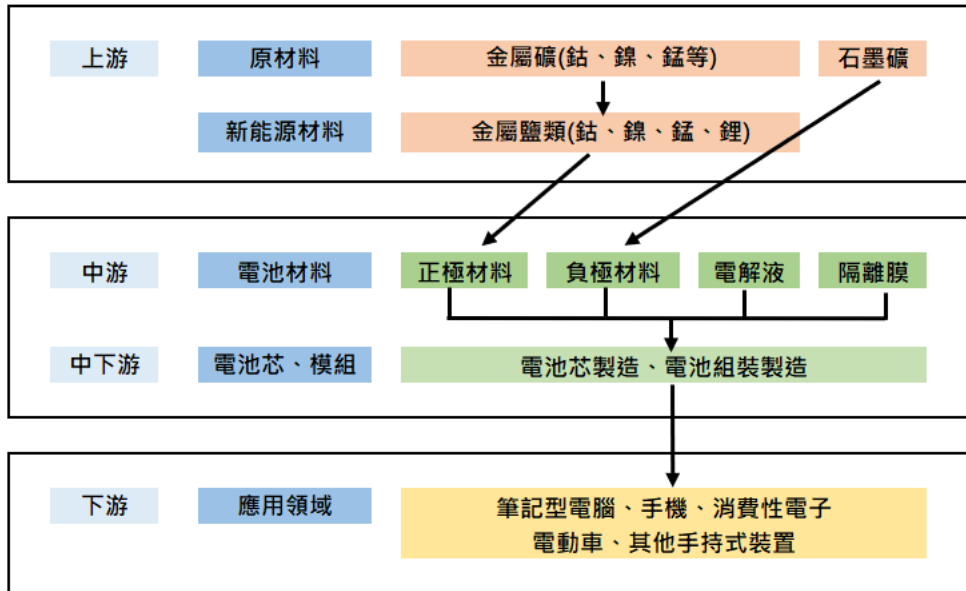 上游
原材料
金屬礦(鈷、鎳、錳等)
石墨礦
新能源材料
金屬鹽類(鈷、鎳、錳、鋰)
中游
電池材料
正極材料
負極材料
電解液
隔離膜
中下游
電池芯、模組
電池芯製造、電池組裝製造
下游
應用領域
筆記型電腦、手機、消費性電子
電動車、其他手持式裝置